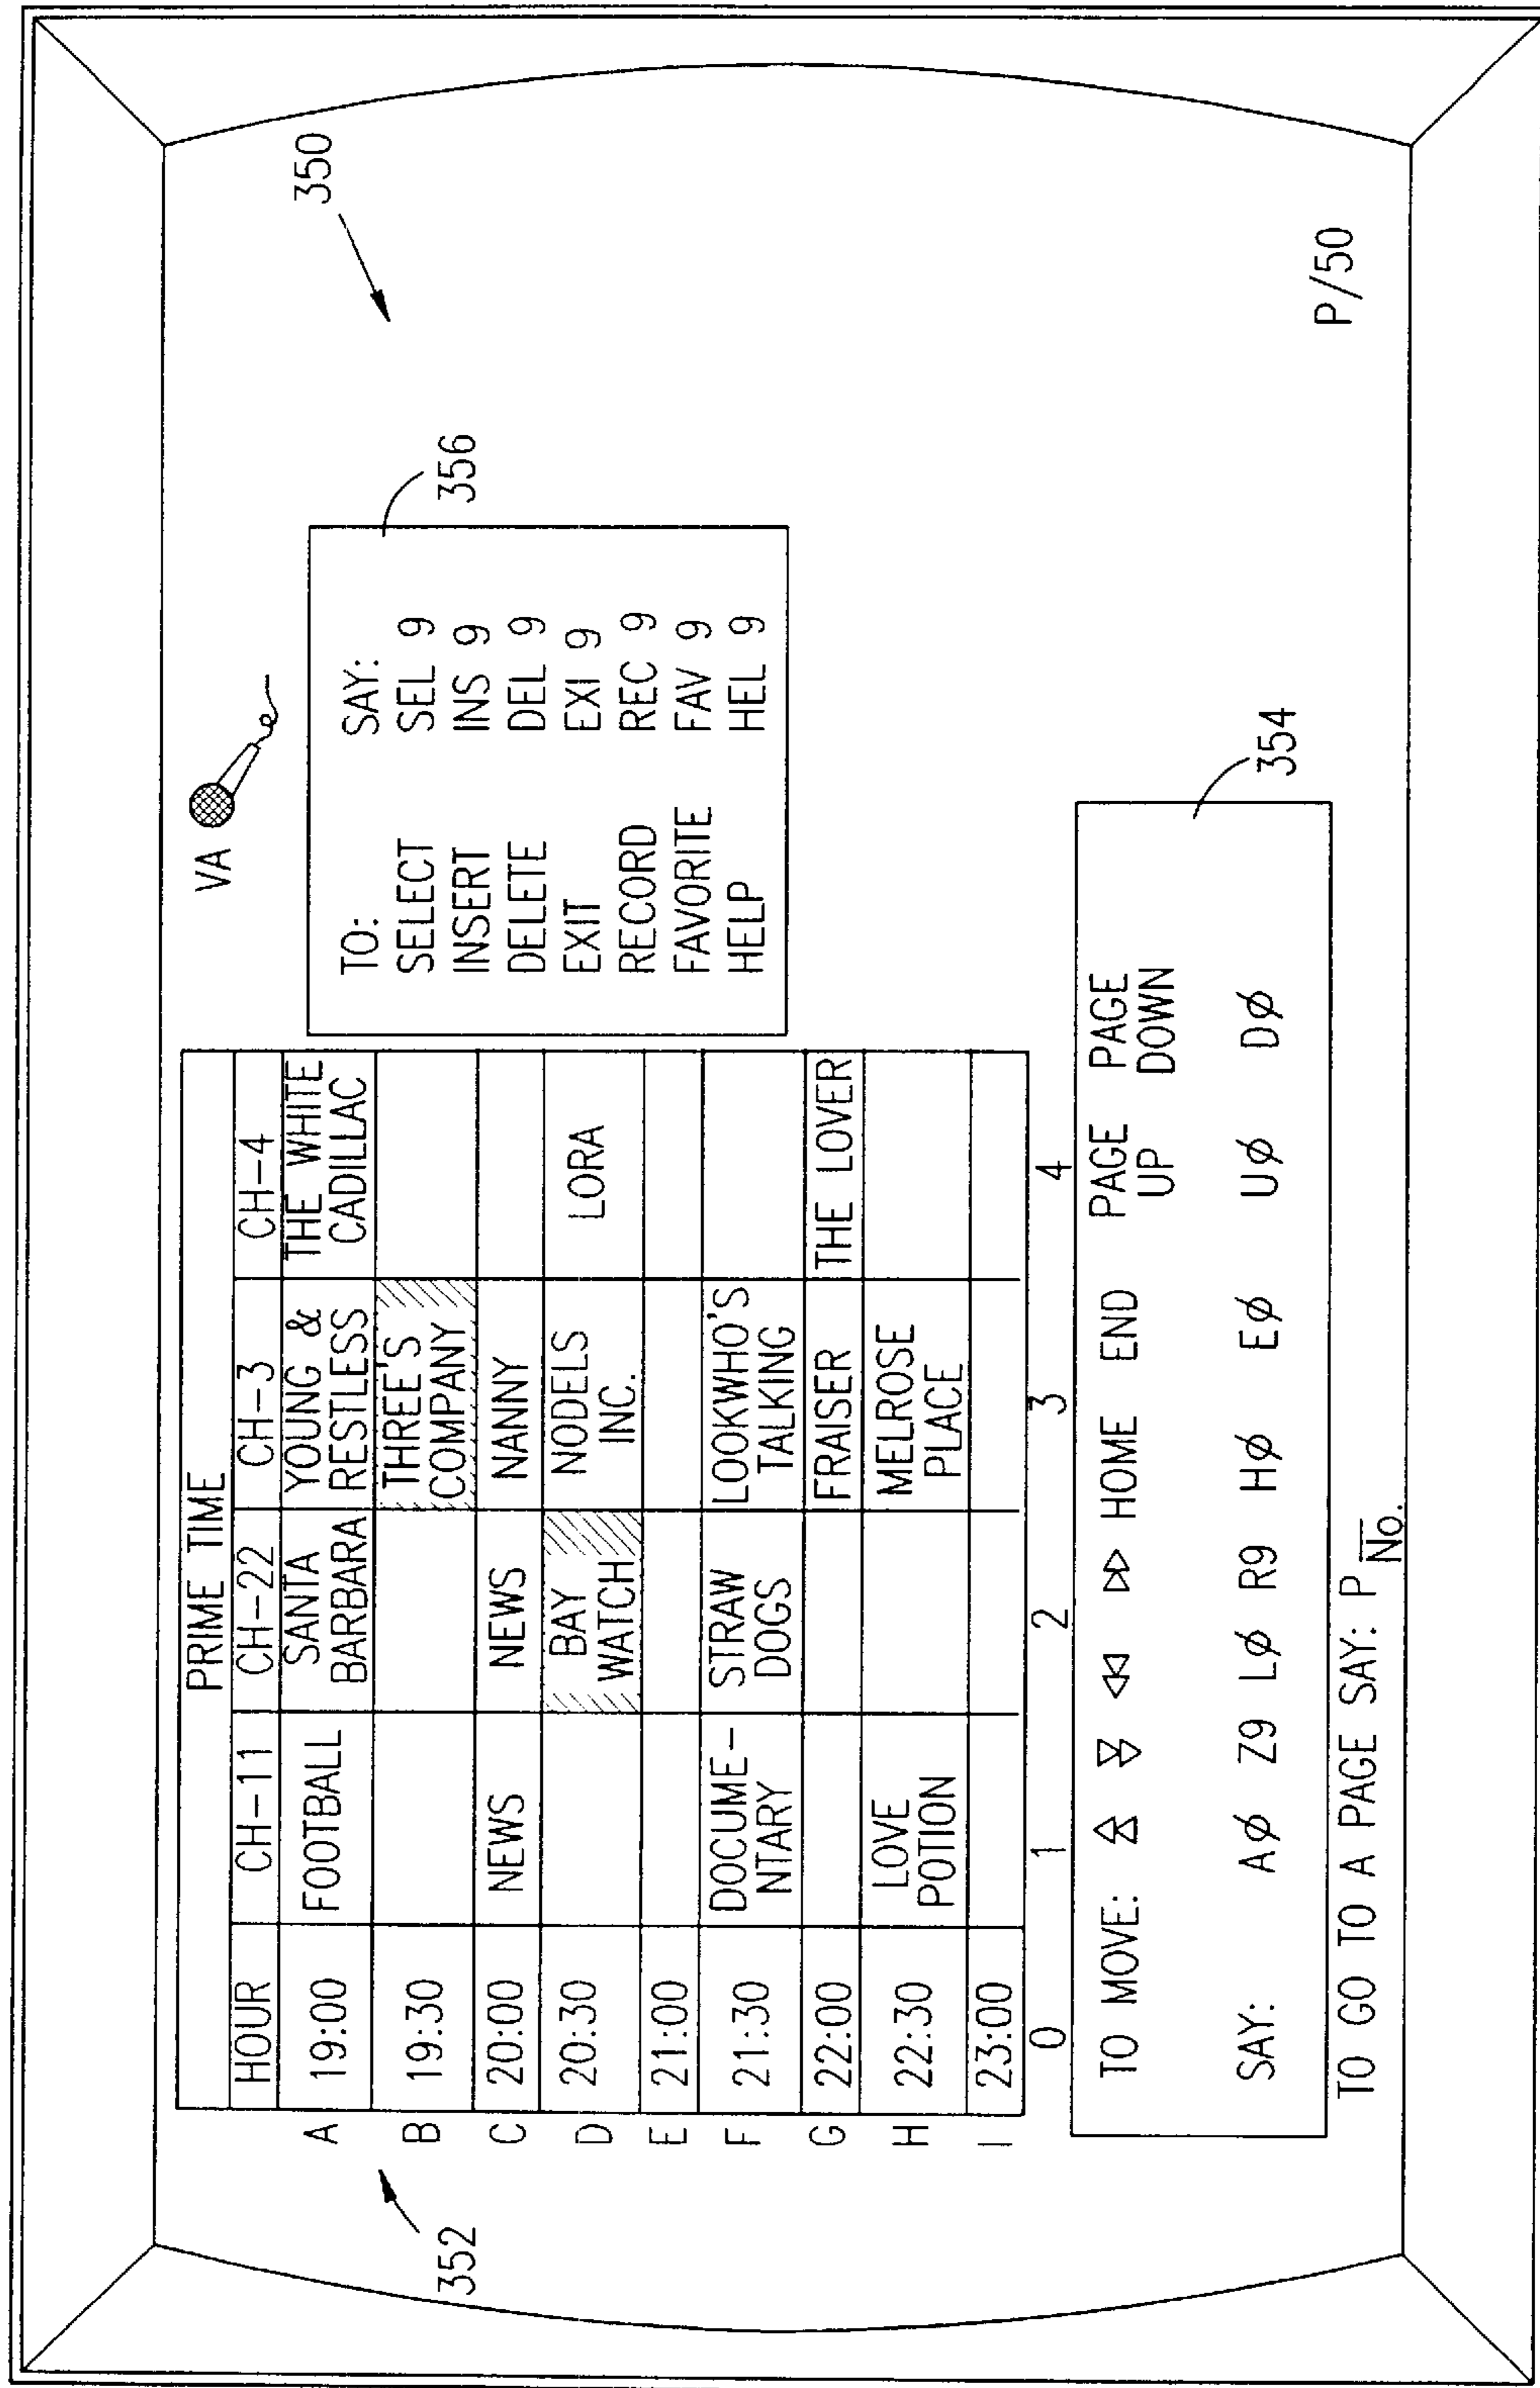 350
VA
PRIME TIME
HOUR CH-11 CH-22 CH-3 CH-4
A 19:00 FOOTBALL SANTA BARBARA YOUNG & RESTLESS THE WHITE CADILLAC
B 19:30 THREE'S COMPANY
C 20:00 NEWS NEWS NANNY
D 20:30 BAY WATCH NODELS INC. LORA
E 21:00
F 21:30 DOCUME-NTARY STRAW DOGS LOOKWHO'S TALKING
G 22:00 FRAISER THE LOVER
H 22:30 LOVE POTION MELROSE PLACE
I 23:00
0 1 2 3 4
352
TO: SAY:
SELECT SEL 9
INSERT INS 9
DELETE DEL 9
EXIT EXI 9
RECORD REC 9
FAVORITE FAV 9
HELP HEL 9
356
TO MOVE: HOME END PAGE UP PAGE DOWN
SAY: AØ Z9 LØ R9 HØ EØ UØ DØ
354
TO GO TO A PAGE SAY: P No.
P/50